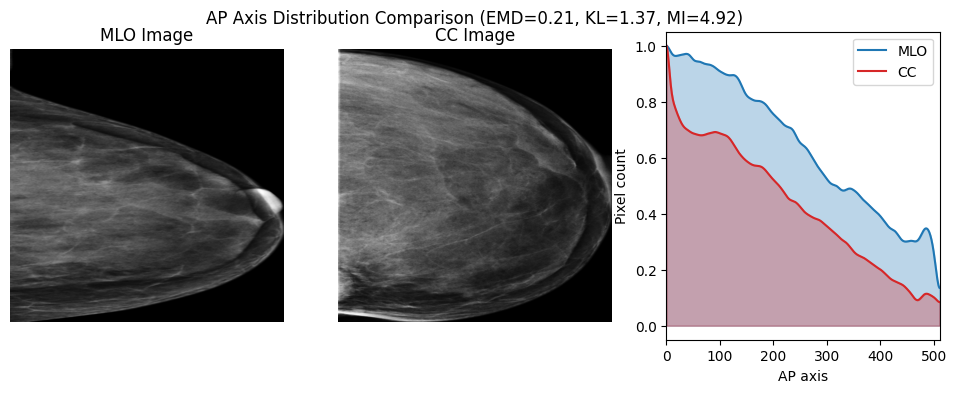 AP Axis Distribution Comparison (EMD=0.21, KL=1.37, MI=4.92)
MLO Image
CC Image
MLO
CC
1.0
0.8
0.6
0.4
0.2
0.0
Pixel count
0
100
200
300
400
500
AP axis